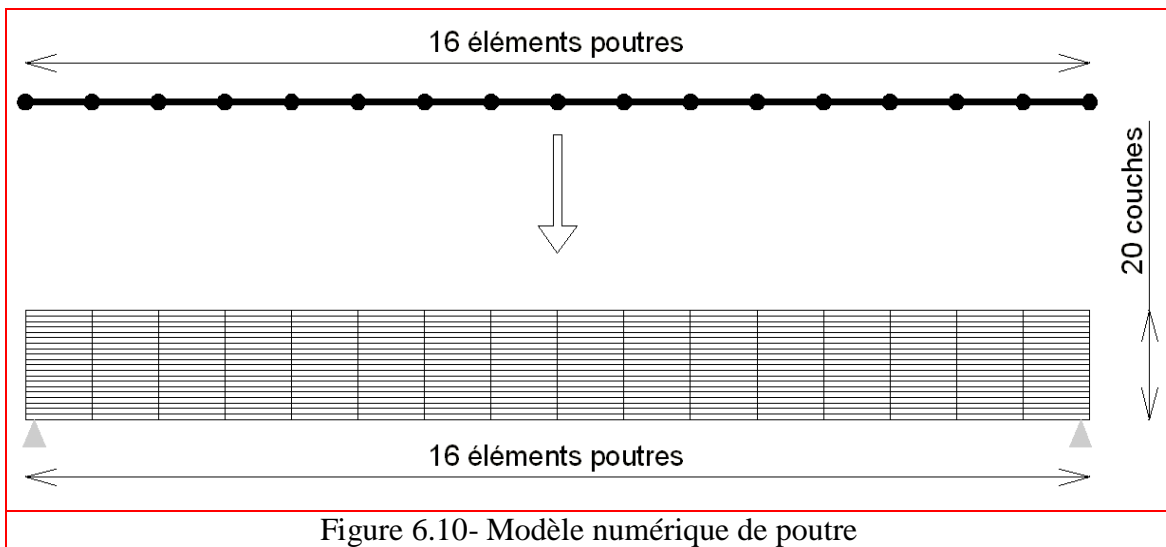 16 éléments poutres
20 couches
16 éléments poutres
Figure 6.10- Modèle numérique de poutre